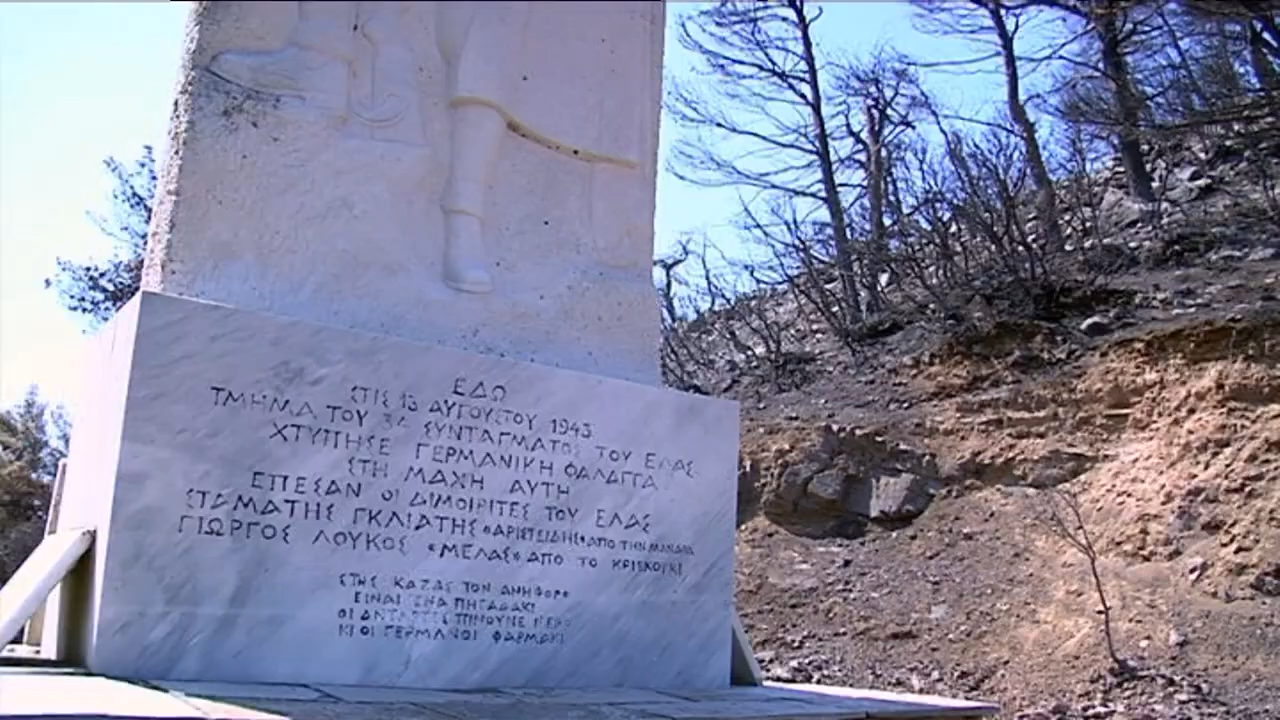 ΕΔΩ
ΣΤΙΣ 13 ΑΥΓΟΥΣΤΟΥ 1943
ΤΜΗΜΑ ΤΟΥ 34 ΣΥΝΤΑΓΜΑΤΟΣ ΤΟΥ ΕΛΑΣ
ΧΤΥΠΗΣΕ ΓΕΡΜΑΝΙΚΗ ΦΑΛΑΓΓΑ
ΣΤΗ ΜΑΧΗ ΑΥΤΗ
ΕΠΕΣΑΝ ΟΙ ΔΙΜΟΙΡΙΤΕΣ ΤΟΥ ΕΛΑΣ
ΣΤΑΜΑΤΗΣ ΓΚΛΙΑΤΗΣ «ΑΡΙΣΤΕΙΔΗΣ» ΑΠΟ ΤΗΝ ΜΑΝΔΡΑ
ΓΙΩΡΓΟΣ ΛΟΥΚΟΣ «ΜΕΛΑΣ» ΑΠΟ ΤΟ ΚΡΙΕΚΟΥΚΙ
ΣΤΗΣ ΚΑΖΑΣ ΤΟΝ ΑΝΗΦΟΡΟ
ΕΙΝΑΙ ΕΝΑ ΠΗΓΑΔΑΚΙ
ΟΙ ΑΝΤΑΡΤΕΣ ΠΙΝΟΥΝΕ ΝΕΡΟ
ΚΙ ΟΙ ΓΕΡΜΑΝΟΙ ΦΑΡΜΑΚΙ